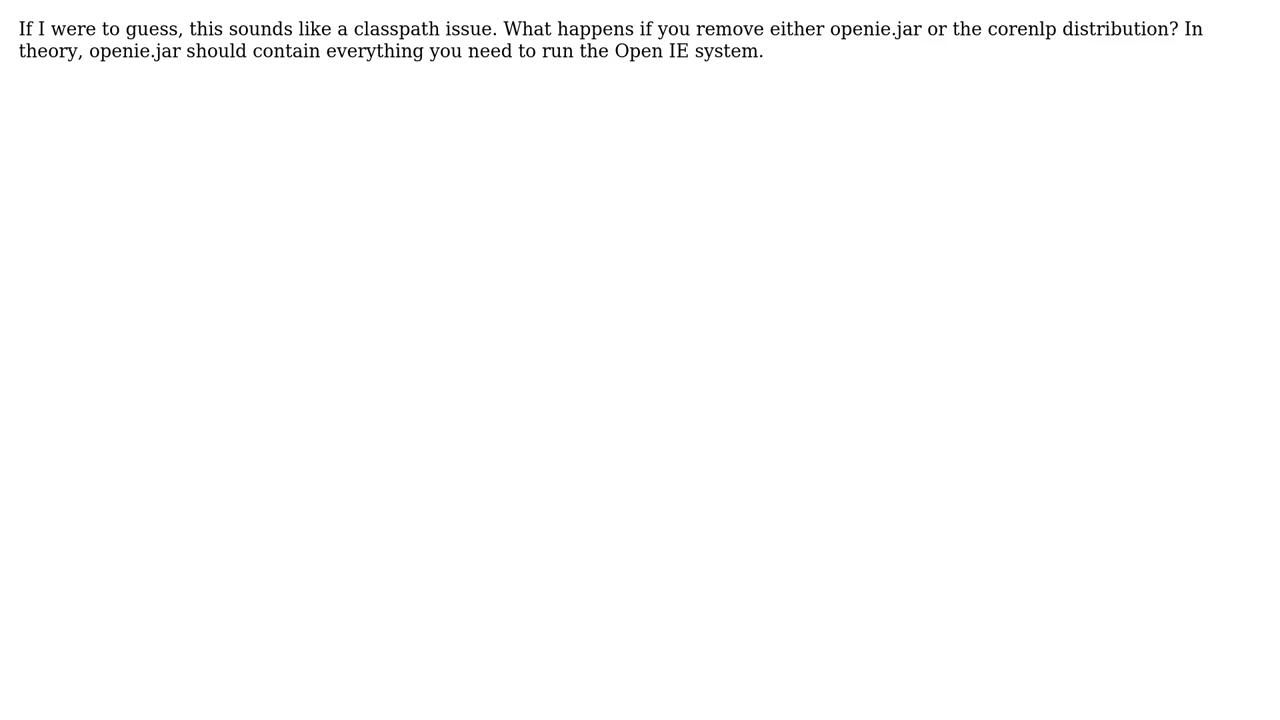 If I were to guess, this sounds like a classpath issue. What happens if you remove either openie.jar or the corenlp distribution? In
theory, openie.jar should contain everything you need to run the Open IE system.